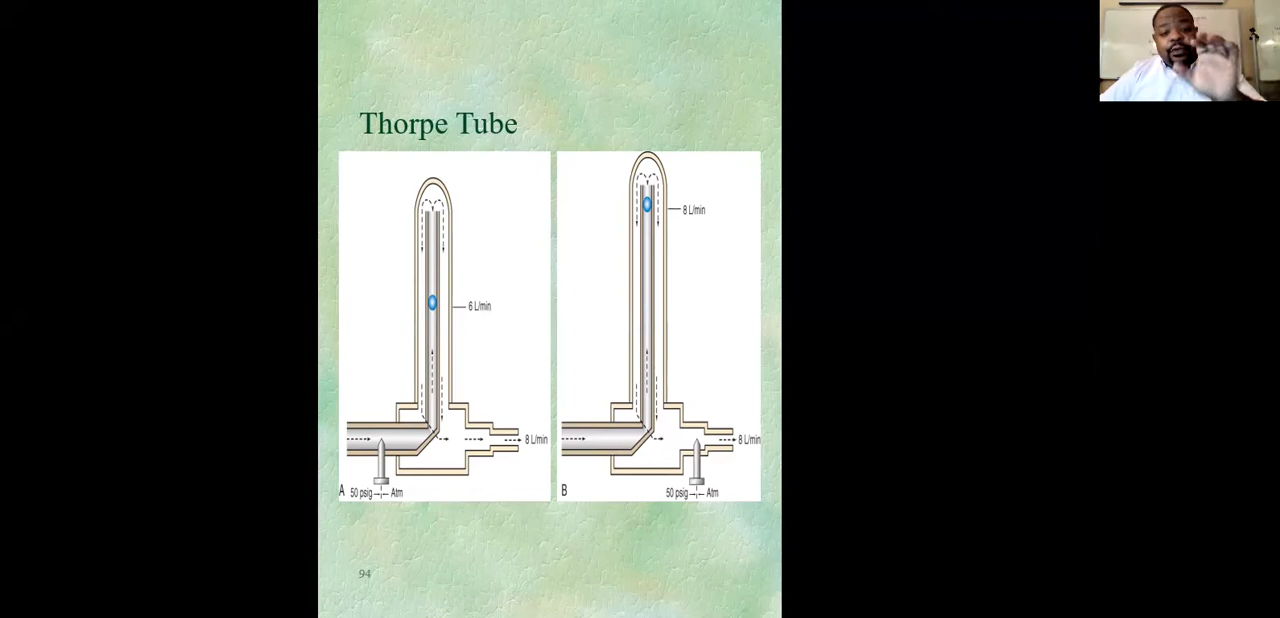 Thorpe Tube
6 L/min
8 L/min
A 50 psig Atm
8 L/min
8 L/min
B 50 psig Atm
94